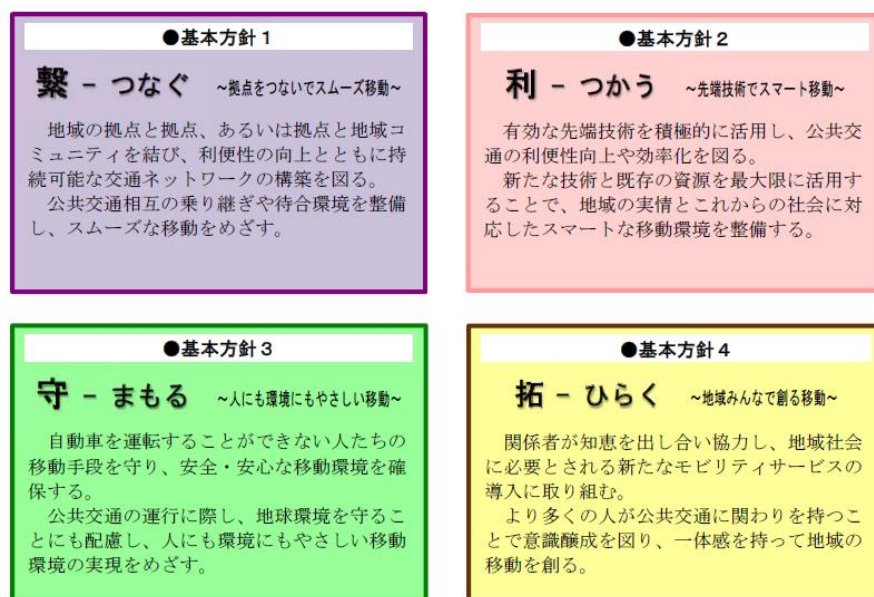 ●基本方針1
繋 － つなぐ ～拠点をつないでスムーズ移動～
地域の拠点と拠点、あるいは拠点と地域コ
ミュニティを結び、利便性の向上とともに持
続可能な交通ネットワークの構築を図る。
公共交通相互の乗り継ぎや待合環境を整備
し、スムーズな移動をめざす。
●基本方針2
利 － つかう ～先端技術でスマート移動～
有効な先端技術を積極的に活用し、公共交
通の利便性向上や効率化を図る。
新たな技術と既存の資源を最大限に活用す
ることで、地域の実情とこれからの社会に対
応したスマートな移動環境を整備する。
●基本方針3
守 － まもる ～人にも環境にもやさしい移動～
自動車を運転することができない人たちの
移動手段を守り、安全・安心な移動環境を確
保する。
公共交通の運行に際し、地球環境を守るこ
とにも配慮し、人にも環境にもやさしい移動
環境の実現をめざす。
●基本方針4
拓 － ひらく ～地域みんなで創る移動～
関係者が知恵を出し合い協力し、地域社会
に必要とされる新たなモビリティサービスの
導入に取り組む。
より多くの人が公共交通に関わりを持つこ
とで意識醸成を図り、一体感を持って地域の
移動を創る。